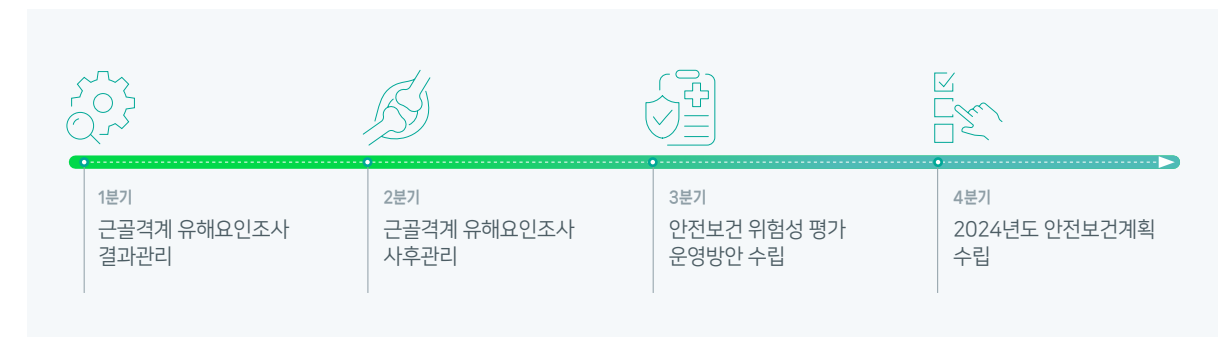 1분기
근골격계 유해요인조사
결과관리
2분기
근골격계 유해요인조사
사후관리
3분기
안전보건 위험성 평가
운영방안 수립
4분기
2024년도 안전보건계획
수립